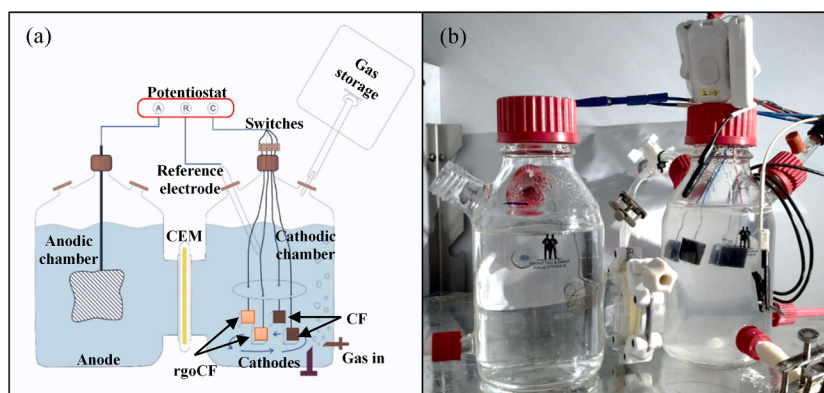 (a)
Potentiostat
A R C
Gas
storage
Switches
Reference
electrode
Anodic
chamber
CEM
Cathodic
chamber
CF
Anode
rgoCF
Cathodes
Gas in
(b)